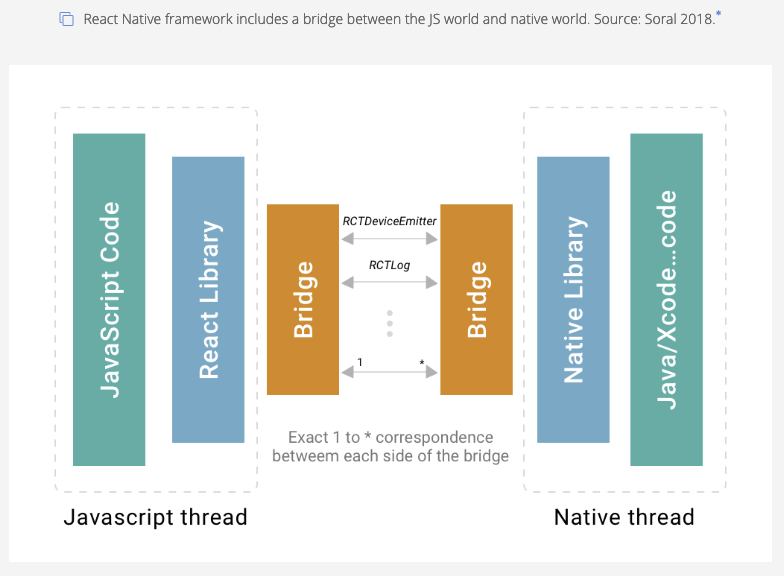 React Native framework includes a bridge between the JS world and native world. Source: Soral 2018.*
JavaScript Code
React Library
Bridge
RCTDeviceEmitter
RCTLog
1 *
Bridge
Native Library
Java/Xcode...code
Exact 1 to * correspondence
betweem each side of the bridge
Javascript thread
Native thread